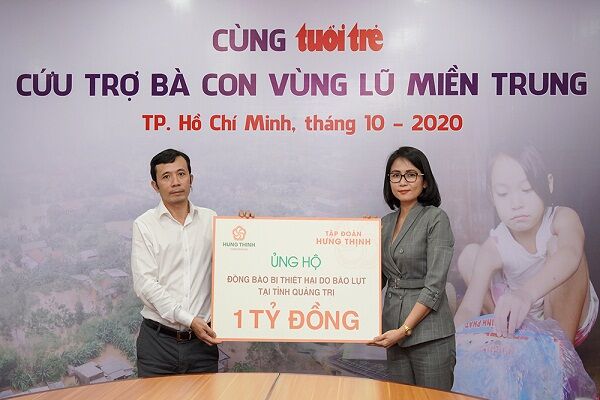 CÙNG tuổi trẻ
CỨU TRỢ BÀ CON VÙNG LŨ MIỀN TRUNG
TP. Hồ Chí Minh, tháng 10 – 2020
HUNG THINH
TẬP ĐOÀN
HƯNG THỊNH
ỦNG HỘ
ĐỒNG BÀO BỊ THIỆT HẠI DO BÃO LỤT
TẠI TỈNH QUẢNG TRỊ
1 TỶ ĐỒNG